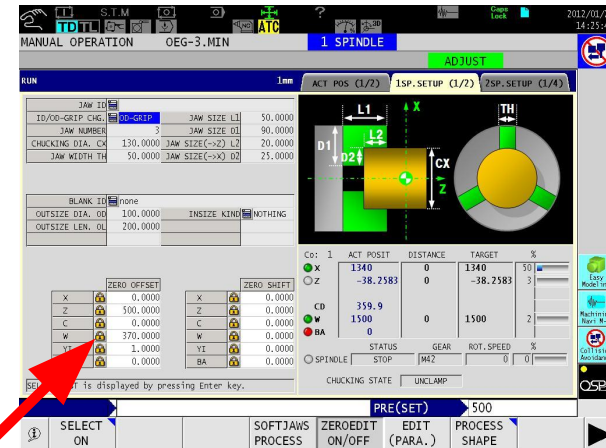 S.T.M
?
Caps Lock
2012/01/
TD TL
ATC
14:25:
MANUAL OPERATION OEG-3.MIN 1 SPINDLE
ADJUST
RUN 1mm
ACT POS (1/2) 1SP.SETUP (1/2) 2SP.SETUP (1/4)
JAW ID
ID/OD-GRIP CHG. OD-GRIP JAW SIZE L1 50.0000
JAW NUMBER 3 JAW SIZE D1 90.0000
CHUCKING DIA. CX 130.0000 JAW SIZE(->Z) L2 20.0000
JAW WIDTH TH 50.0000 JAW SIZE(->X) D2 25.0000
L1 X TH
L2
D1 D2 CX
Z
BLANK ID none
OUTSIZE DIA. OD 100.0000 INSIZE KIND NOTHING
OUTSIZE LEN. OL 200.0000
Co: 1 ACT POSIT DISTANCE TARGET %
X 1340 0 1340 50
Z -38.2583 0 -38.2583 3
CD 359.9
W 1500 0 1500 2
BA 0
STATUS GEAR ROT.SPEED %
SPINDLE STOP M42 0 0
CHUCKING STATE UNCLAMP
ZERO OFFSET ZERO SHIFT
X 0.0000 X 0.0000
Z 500.0000 Z 0.0000
C 0.0000 C 0.0000
W 370.0000 W 0.0000
YI 1.0000 YI 0.0000
0.0000 BA 0.0000
is displayed by pressing Enter key.
Easy
Modelin
Machinin
Navi M-
Collisio
Avoidanc
OSP
PRE(SET) 500
SELECT ON
SOFTJAWS PROCESS
ZEROEDIT ON/OFF
EDIT (PARA.)
PROCESS SHAPE